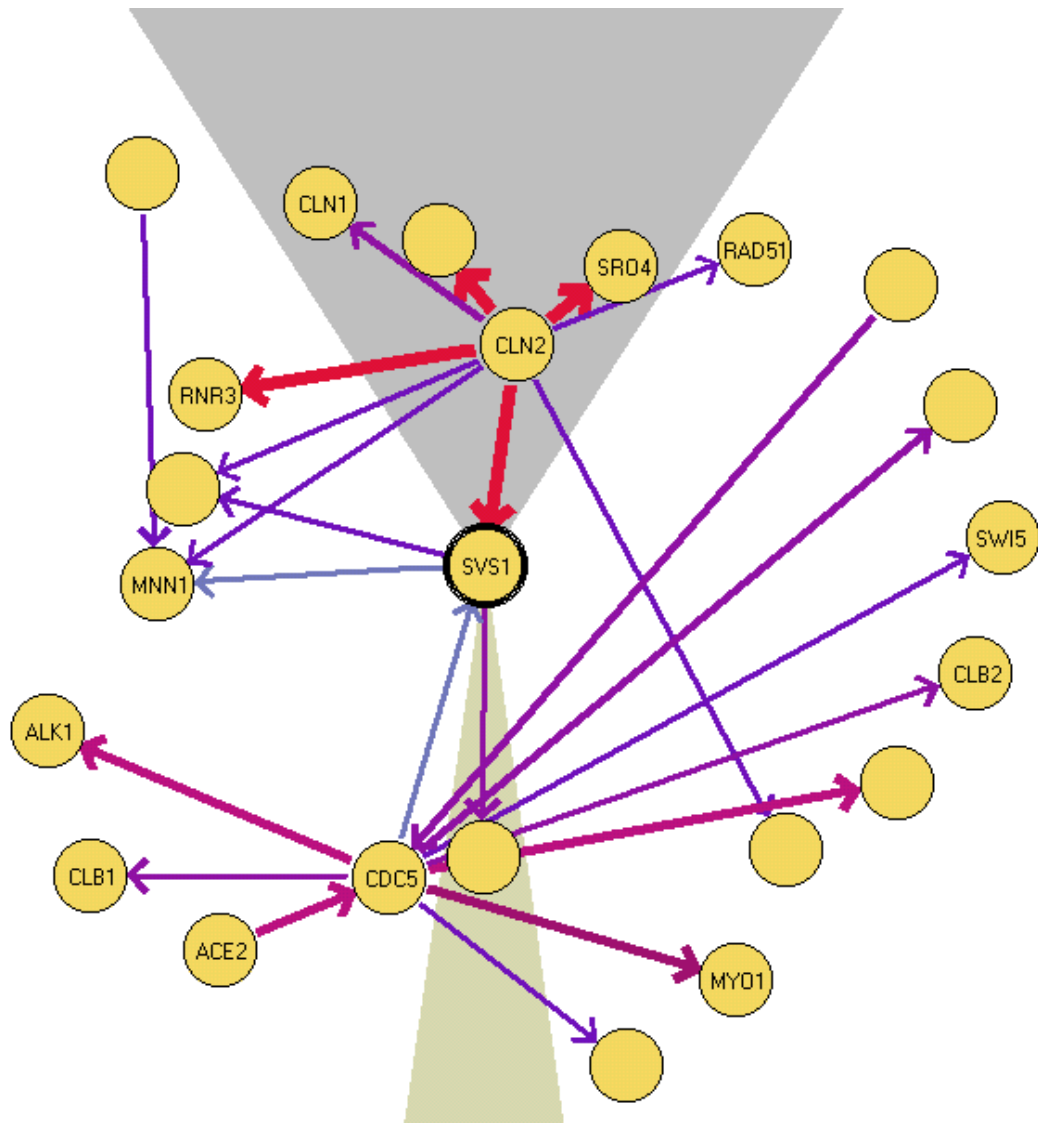 CLN1
SRO4
RAD51
CLN2
RNR3
SWI5
SVS1
MNN1
CLB2
ALK1
CLB1
CDC5
ACE2
MYO1